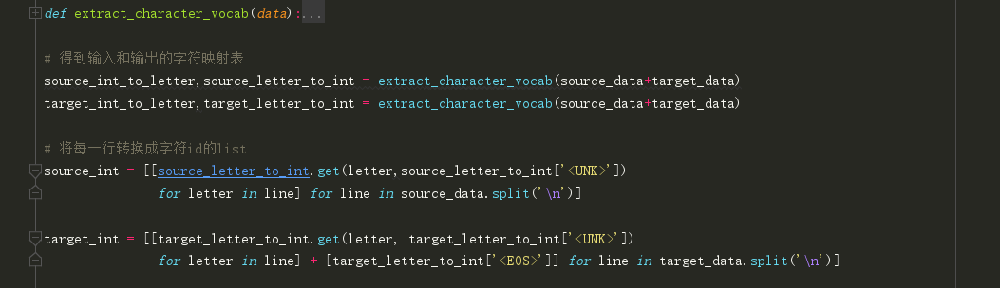 def extract_character_vocab(data):...
# 得到输入和输出的字符映射表
source_int_to_letter,source_letter_to_int = extract_character_vocab(source_data+target_data)
target_int_to_letter,target_letter_to_int = extract_character_vocab(source_data+target_data)
# 将每一行转换成字符id的list
source_int = [[source_letter_to_int.get(letter,source_letter_to_int['<UNK>'])
for letter in line] for line in source_data.split('\n')]
target_int = [[target_letter_to_int.get(letter, target_letter_to_int['<UNK>'])
for letter in line] + [target_letter_to_int['<EOS>']] for line in target_data.split('\n')]